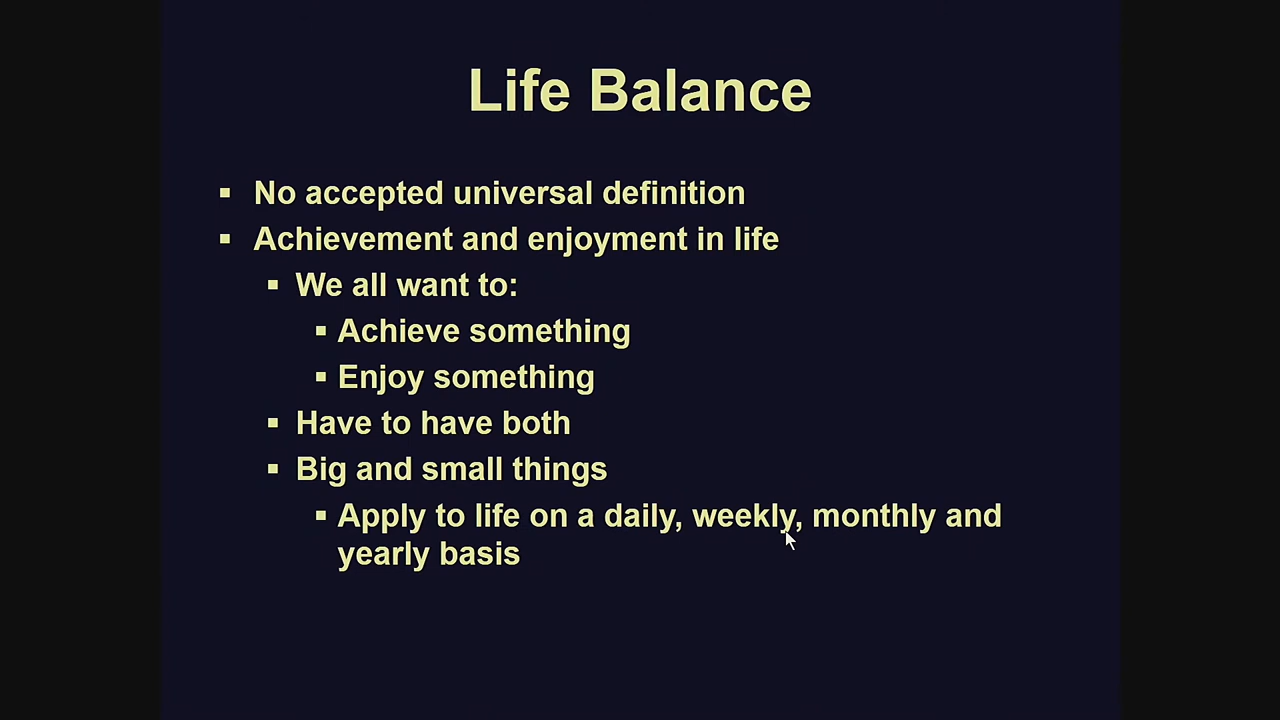 Life Balance
▪ No accepted universal definition
▪ Achievement and enjoyment in life
▪ We all want to:
▪ Achieve something
▪ Enjoy something
▪ Have to have both
▪ Big and small things
▪ Apply to life on a daily, weekly, monthly and
yearly basis